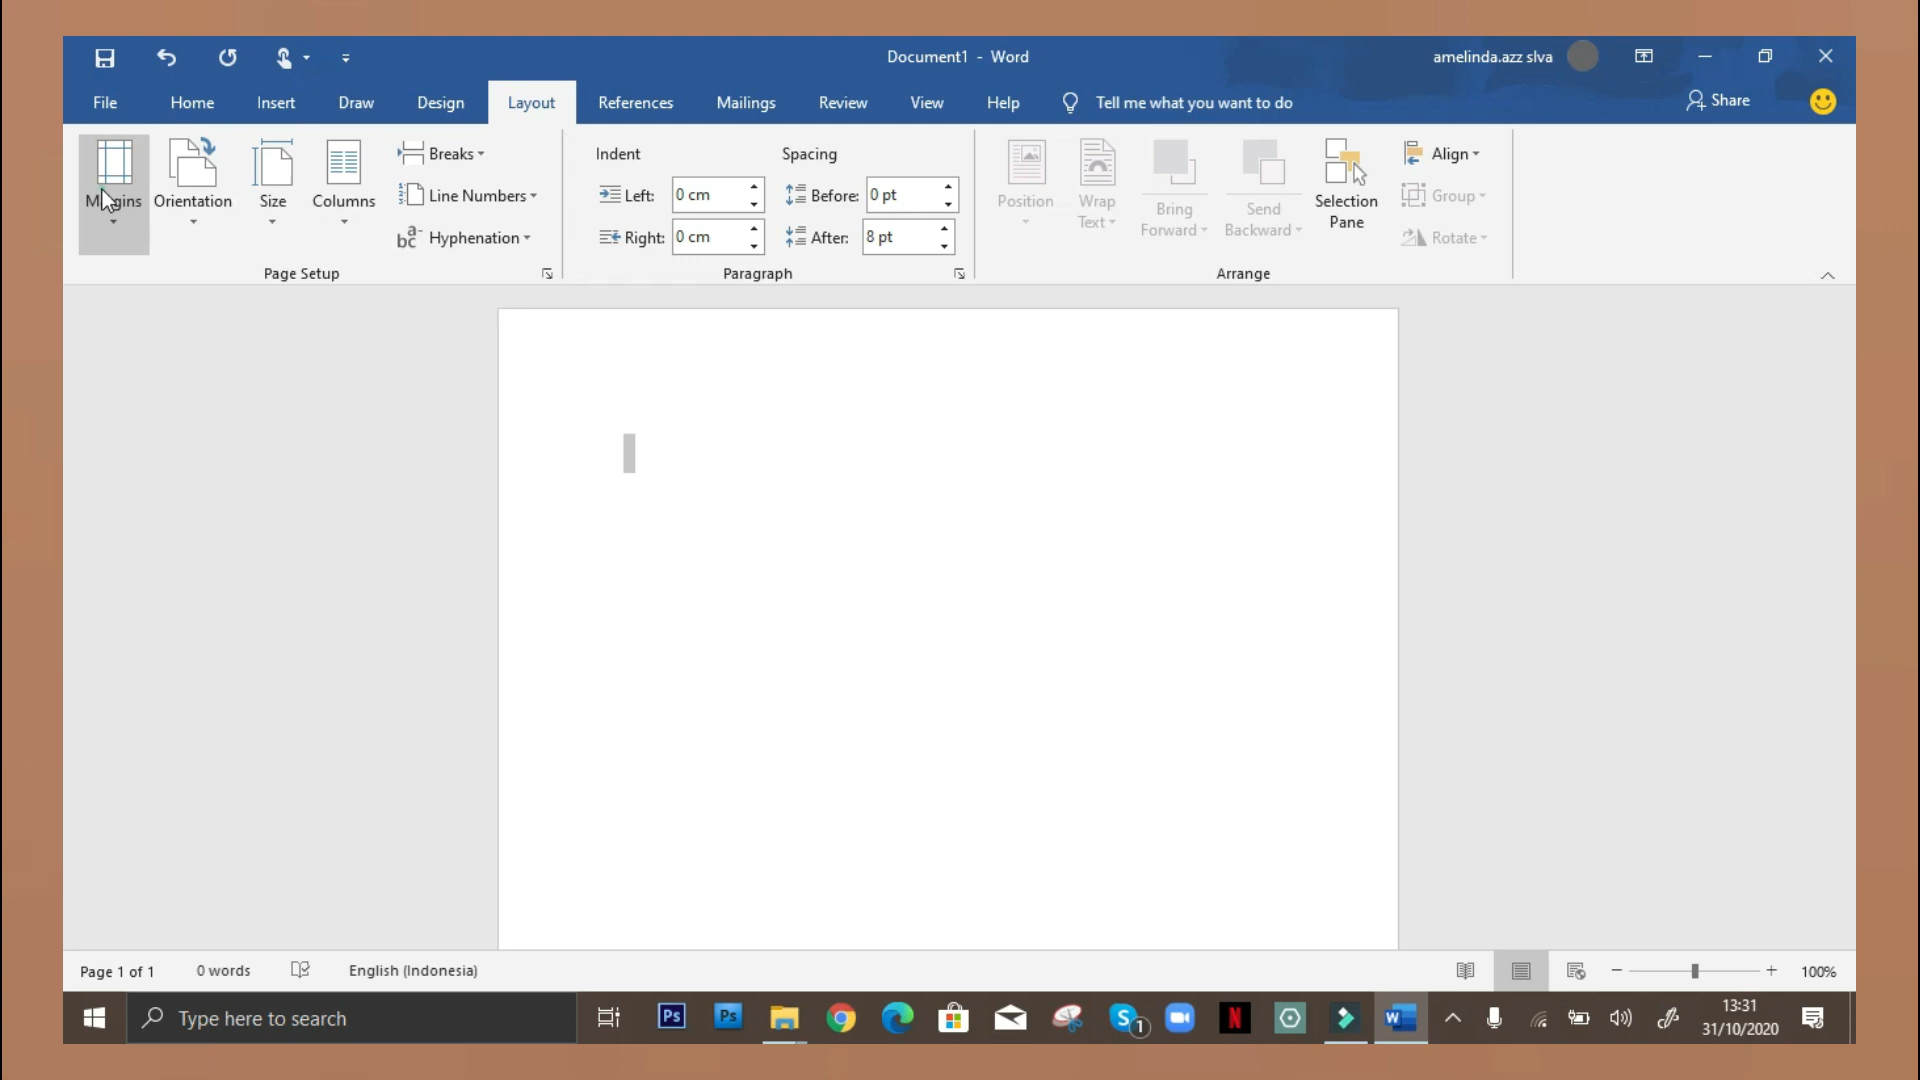 Document1 - Word
amelinda.azz slva
File Home Insert Draw Design Layout References Mailings Review View Help Tell me what you want to do Share
Margins Orientation Size Columns
Breaks
Line Numbers
Hyphenation
Page Setup
Indent Spacing
Left: 0 cm Before: 0 pt
Right: 0 cm After: 8 pt
Paragraph
Position Wrap Text Bring Forward Send Backward Selection Pane
Align
Group
Rotate
Arrange
Page 1 of 1 0 words English (Indonesia) 100%
Type here to search
Ps Ps S 1 N W
13:31
31/10/2020